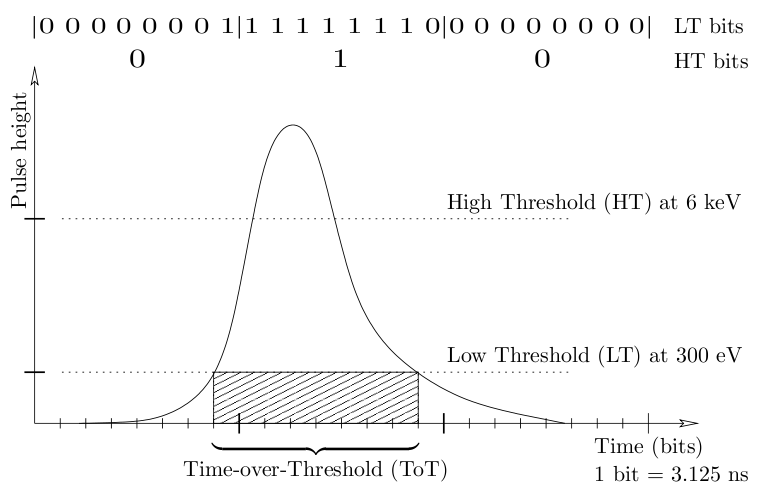 |0 0 0 0 0 0 0 1|1 1 1 1 1 1 1 0|0 0 0 0 0 0 0 0| LT bits
0 1 0 HT bits
Pulse height
High Threshold (HT) at 6 keV
Low Threshold (LT) at 300 eV
Time (bits)
Time-over-Threshold (ToT)
1 bit = 3.125 ns